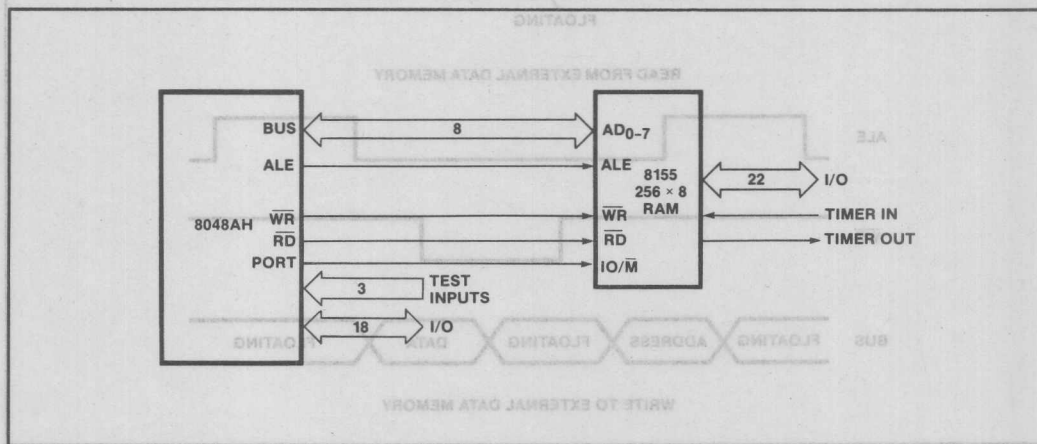 FLOATING
READ FROM EXTERNAL DATA MEMORY
BUS 8 AD0-7
ALE
ALE ALE
8155
256 × 8
RAM
22 I/O
8048AH
WR WR TIMER IN
RD RD TIMER OUT
PORT IO/M̅
3 TEST
INPUTS
18 I/O
BUS FLOATING ADDRESS FLOATING DATA FLOATING
WRITE TO EXTERNAL DATA MEMORY